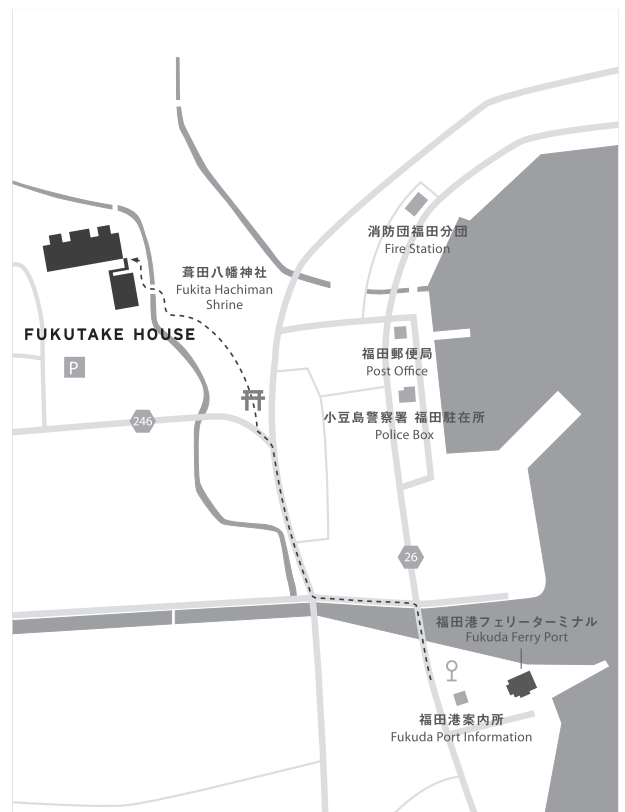 消防団福田分団
Fire Station
葺田八幡神社
Fukita Hachiman
Shrine
FUKUTAKE HOUSE
福田郵便局
Post Office
P
小豆島警察署 福田駐在所
Police Box
246
26
福田港フェリーターミナル
Fukuda Ferry Port
福田港案内所
Fukuda Port Information